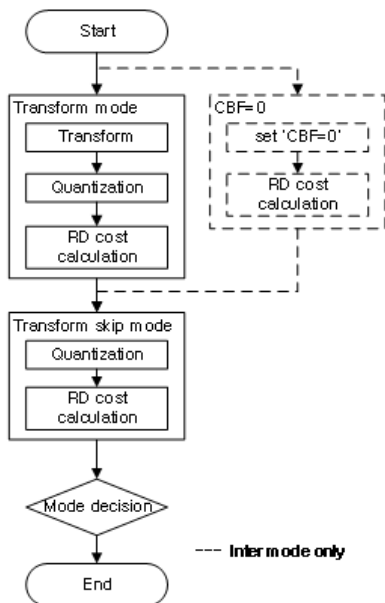 Start
Transform mode
Transform
Quantization
RD cost
calculation
CBF=0
set 'CBF=0'
RD cost
calculation
Transform skip mode
Quantization
RD cost
calculation
Mode decision
--- Inter mode only
End